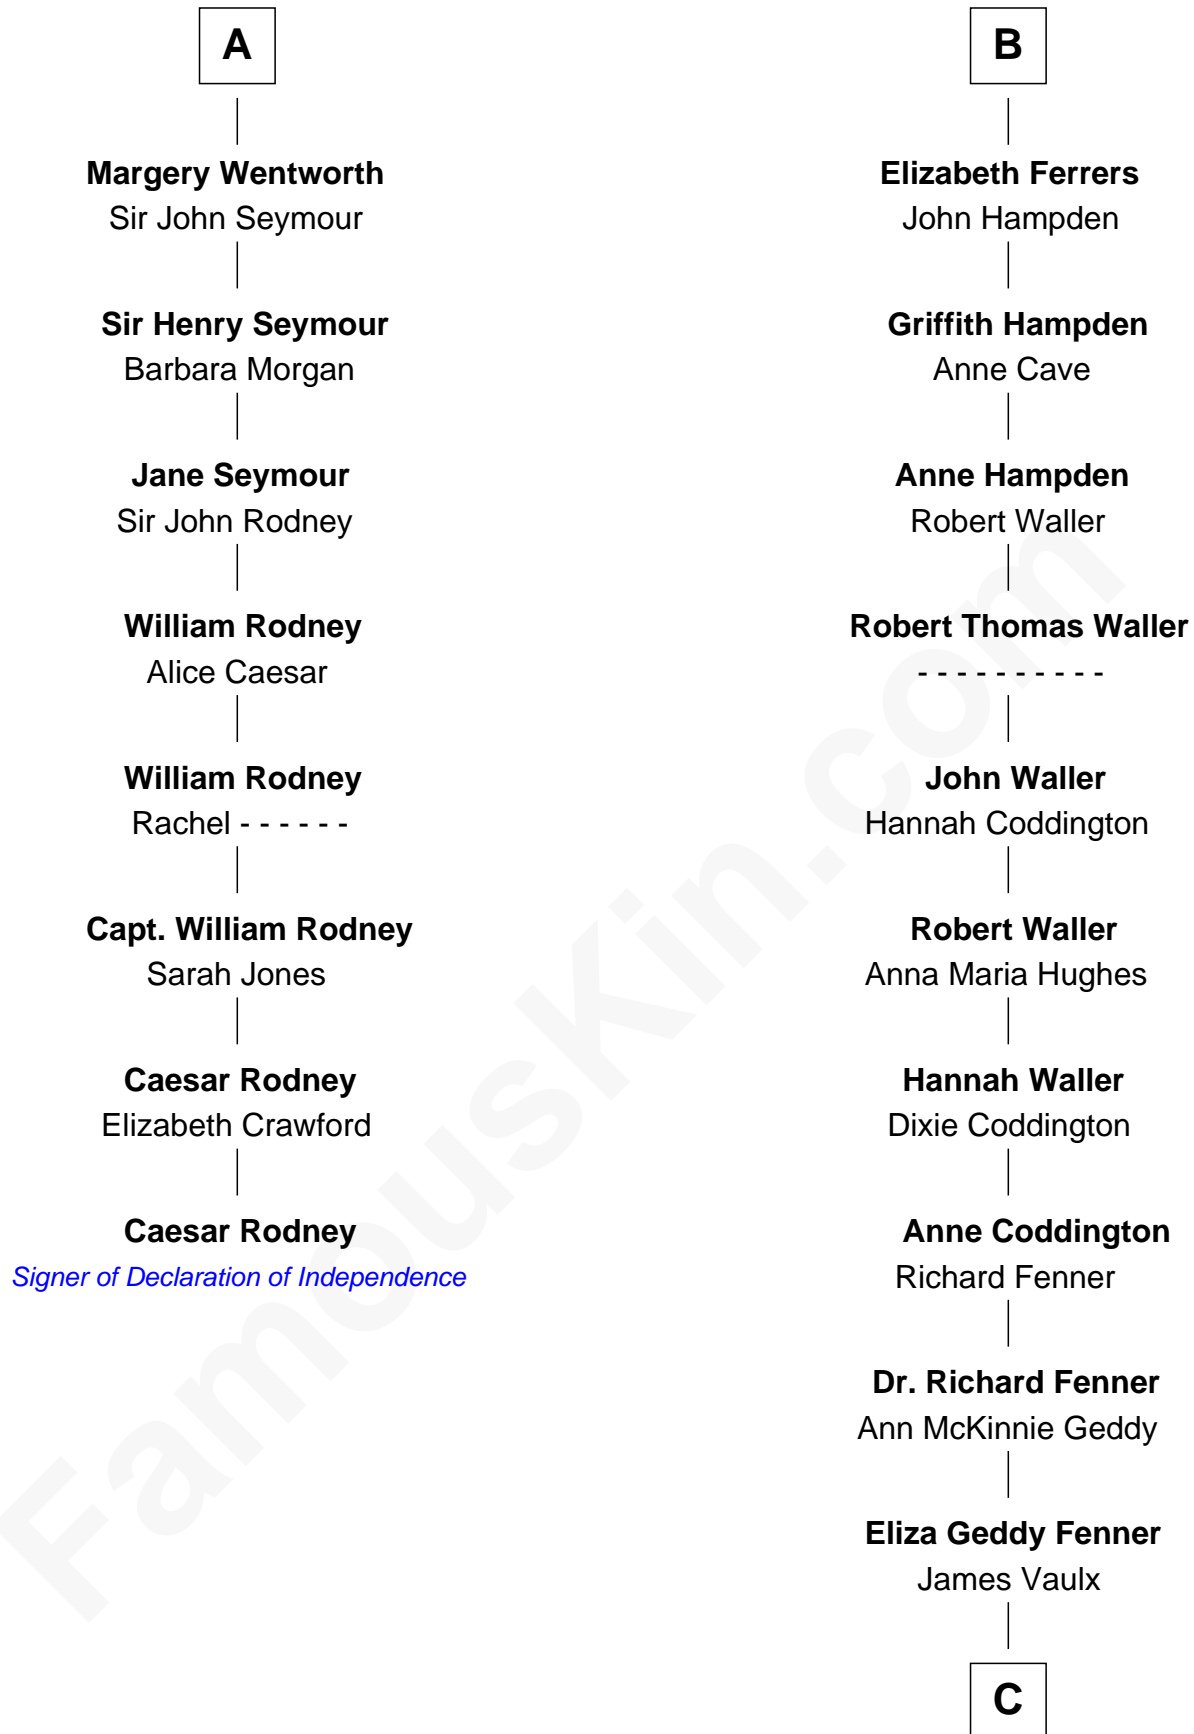 A
Margery Wentworth
Sir John Seymour
Sir Henry Seymour
Barbara Morgan
Jane Seymour
Sir John Rodney
William Rodney
Alice Caesar
William Rodney
Rachel - - - - - -
Capt. William Rodney
Sarah Jones
Caesar Rodney
Elizabeth Crawford
Caesar Rodney
Signer of Declaration of Independence
B
Elizabeth Ferrers
John Hampden
Griffith Hampden
Anne Cave
Anne Hampden
Robert Waller
Robert Thomas Waller
- - - - - - - - - -
John Waller
Hannah Coddington
Robert Waller
Anna Maria Hughes
Hannah Waller
Dixie Coddington
Anne Coddington
Richard Fenner
Dr. Richard Fenner
Ann McKinnie Geddy
Eliza Geddy Fenner
James Vaulx
C
FamousKin.com